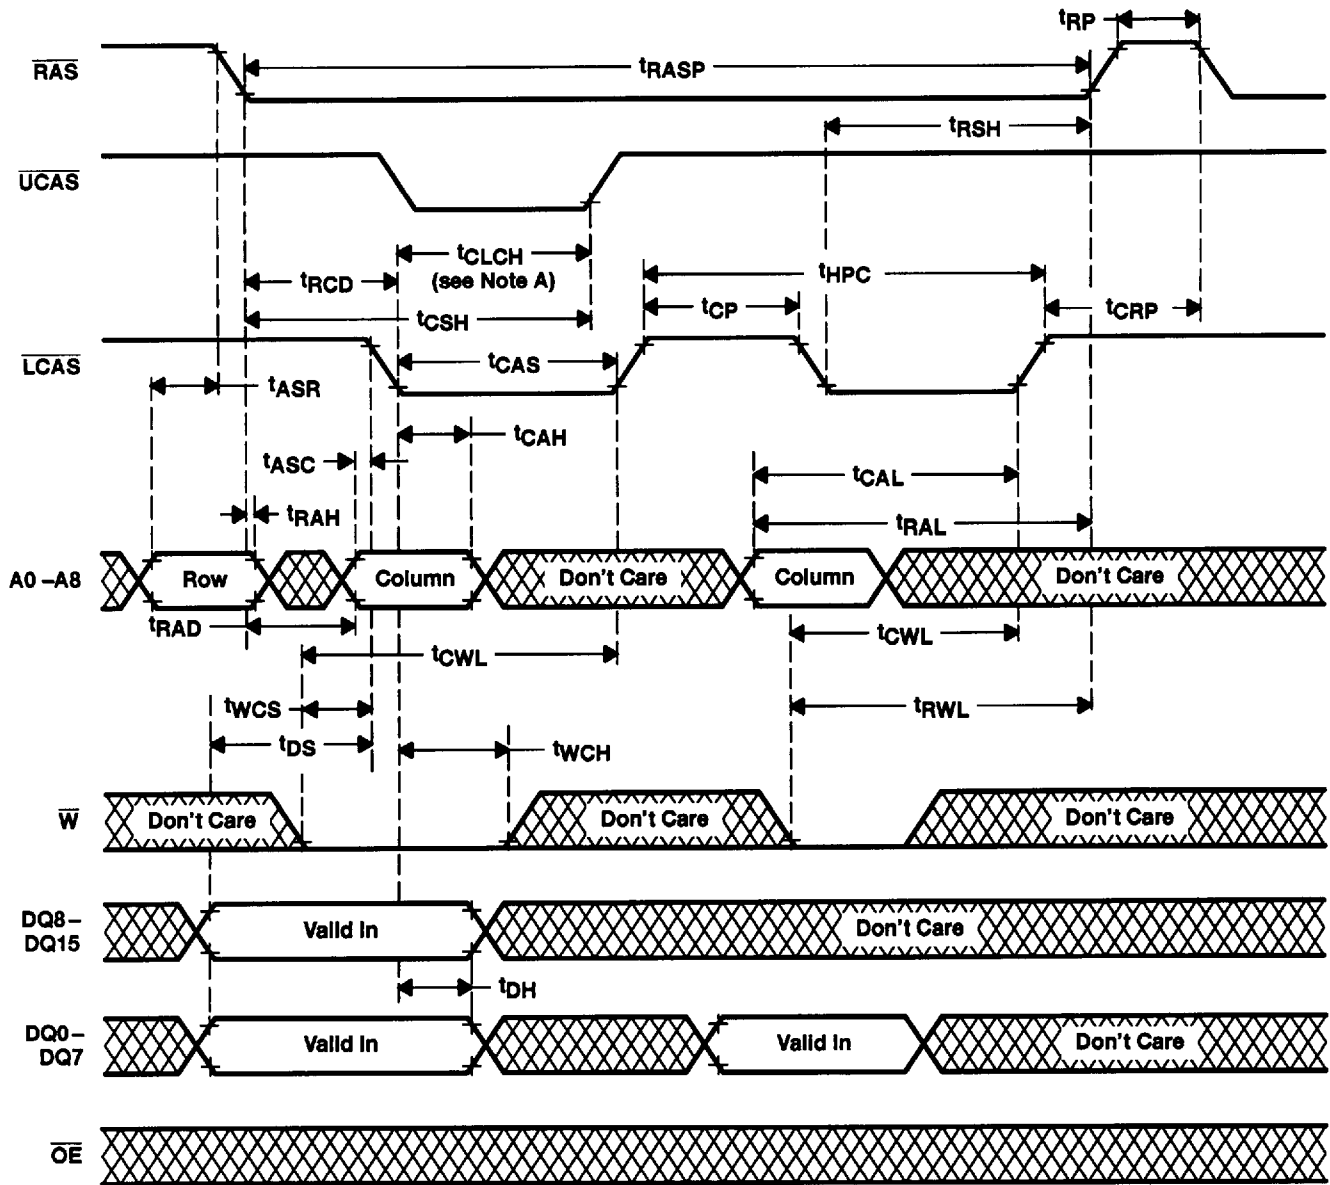 tRP
RAS
tRASP
tRSH
UCAS
tCLCH
tRCD
(see Note A)
tHPC
tCSH
tCP
tCRP
LCAS
tCAS
tASR
tCAH
tASC
tCAL
tRAH
tRAL
A0–A8
Row
Column
Don't Care
Column
Don't Care
tRAD
tCWL
tCWL
tWCS
tRWL
tDS
tWCH
W
Don't Care
Don't Care
Don't Care
DQ8–
DQ15
Valid In
Don't Care
tDH
DQ0–
DQ7
Valid In
Valid In
Don't Care
OE